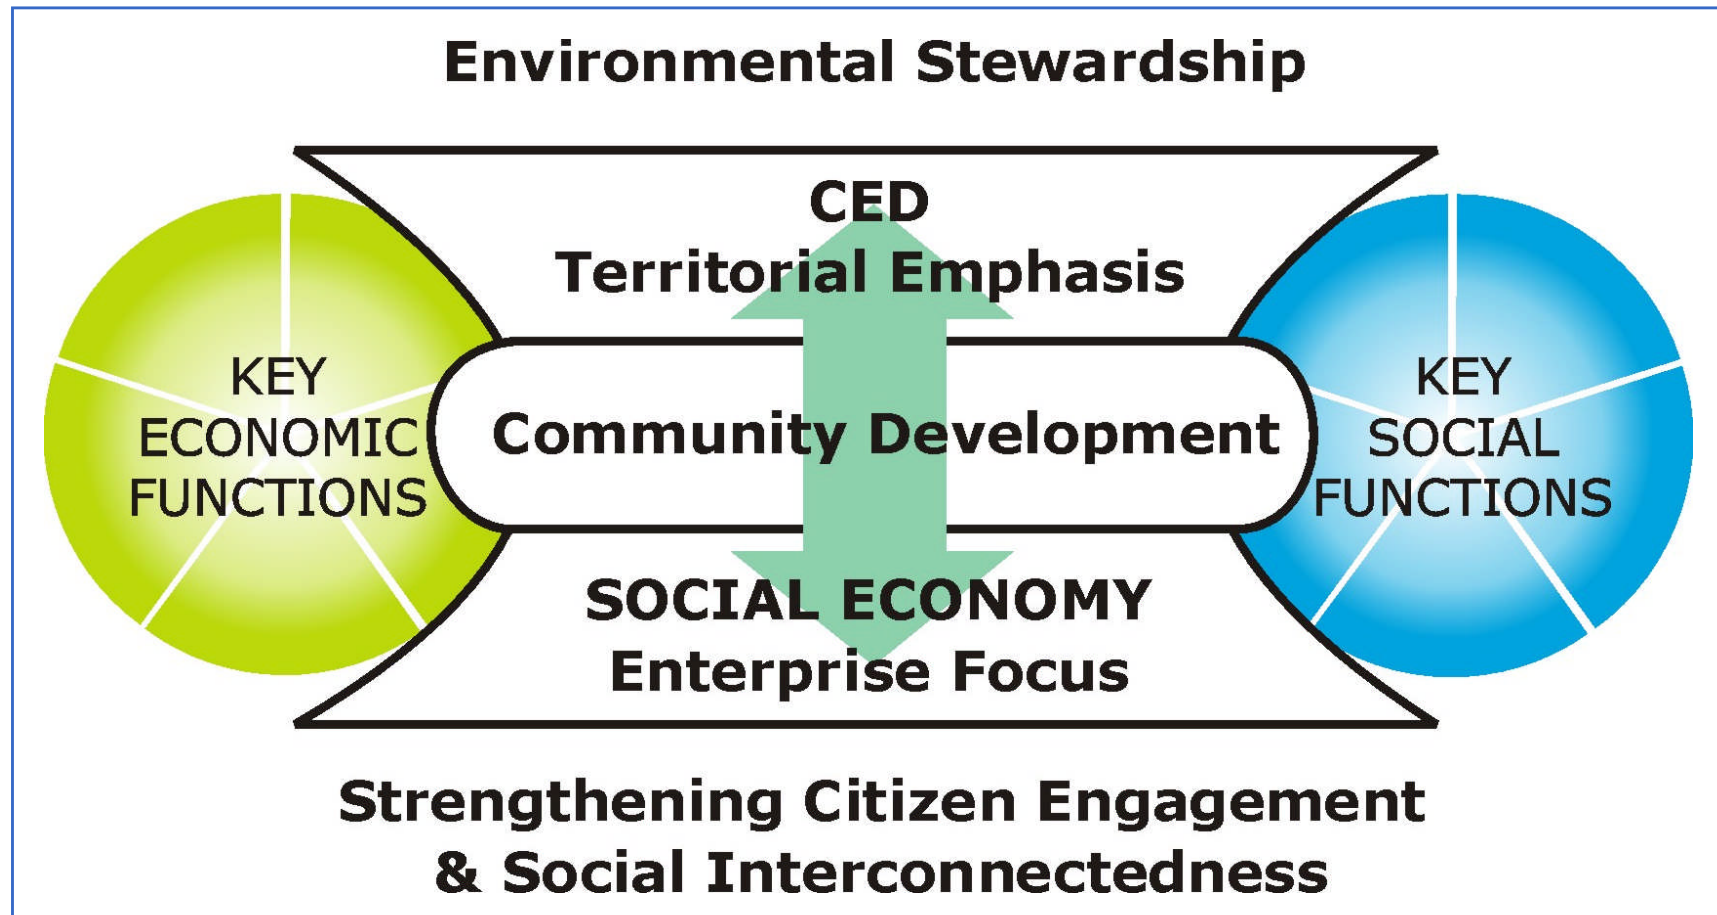 Environmental Stewardship
CED
Territorial Emphasis
KEY
ECONOMIC
FUNCTIONS
Community Development
KEY
SOCIAL
FUNCTIONS
SOCIAL ECONOMY
Enterprise Focus
Strengthening Citizen Engagement
& Social Interconnectedness